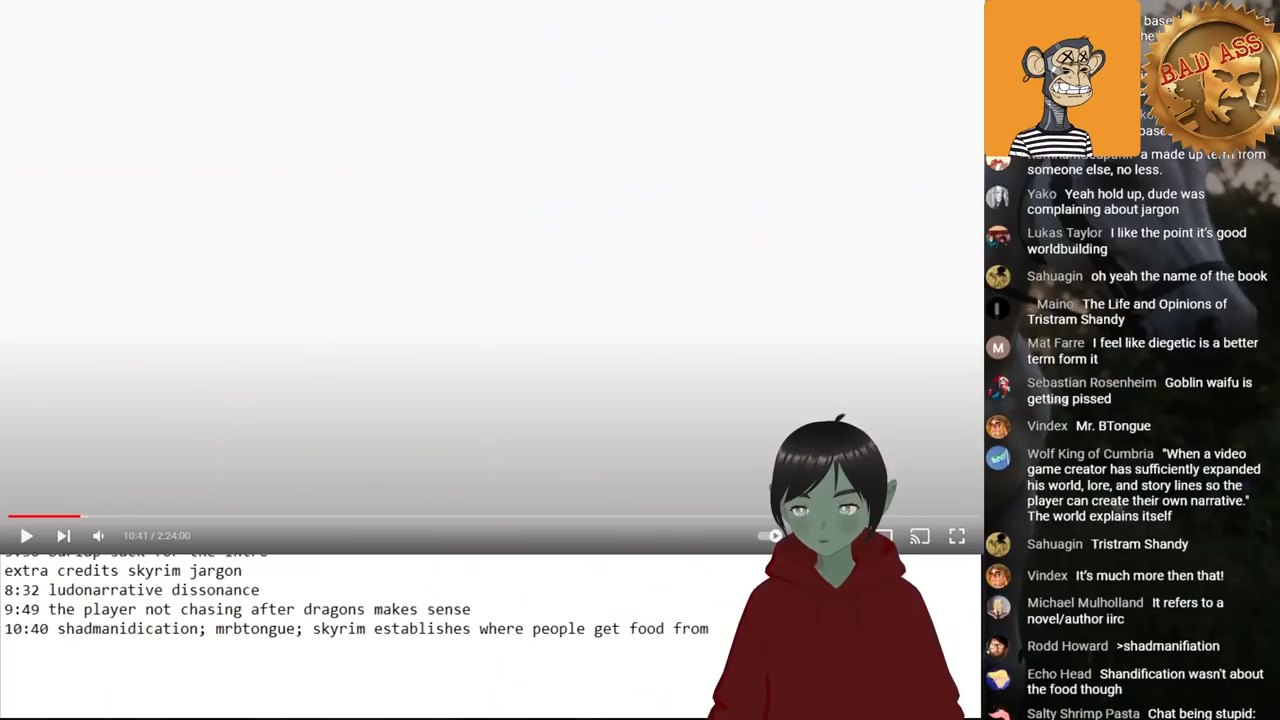 BAD ASS
a made up term from
someone else, no less.
Yako Yeah hold up, dude was
complaining about jargon
Lukas Taylor I like the point it's good
worldbuilding
Sahuagin oh yeah the name of the book
Maino The Life and Opinions of
Tristram Shandy
M
Mat Farre I feel like diegetic is a better
term form it
Sebastian Rosenheim Goblin waifu is
getting pissed
Vindex Mr. BTongue
Wolf King of Cumbria "When a video
game creator has sufficiently expanded
his world, lore, and story lines so the
player can create their own narrative."
The world explains itself
Sahuagin Tristram Shandy
Vindex It's much more then that!
Michael Mulholland It refers to a
novel/author iirc
Rodd Howard >shadmanifiation
Echo Head Shandification wasn't about
the food though
Salty Shrimp Pasta Chat being stupid:
10:41 / 2:24:00
extra credits skyrim jargon
8:32 ludonarrative dissonance
9:49 the player not chasing after dragons makes sense
10:40 shadmanidication; mrbtongue; skyrim establishes where people get food from